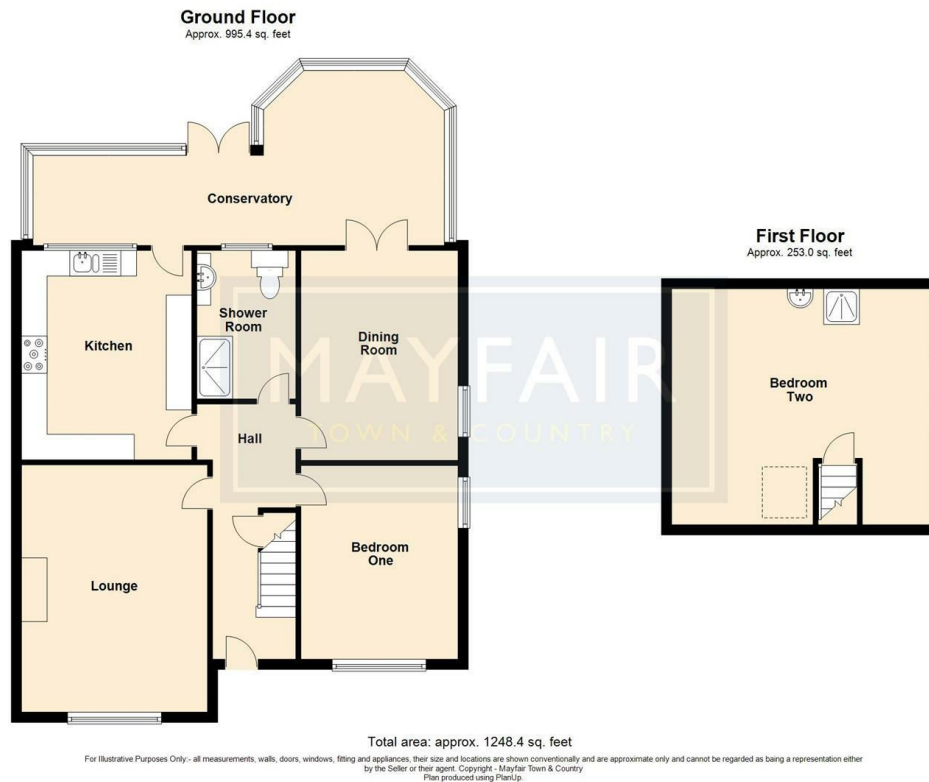 Ground Floor
Approx. 995.4 sq. feet
Conservatory
First Floor
Approx. 253.0 sq. feet
Shower
Room
Kitchen
Dining
Room
MAYFAIR
TOWN & COUNTRY
Bedroom
Two
Hall
Bedroom
One
Lounge
Total area: approx. 1248.4 sq. feet
For Illustrative Purposes Only:- all measurements, walls, doors, windows, fitting and appliances, their size and locations are shown conventionally and are approximate only and cannot be regarded as being a representation either
by the Seller or their agent. Copyright - Mayfair Town & Country
Plan produced using PlanUp.